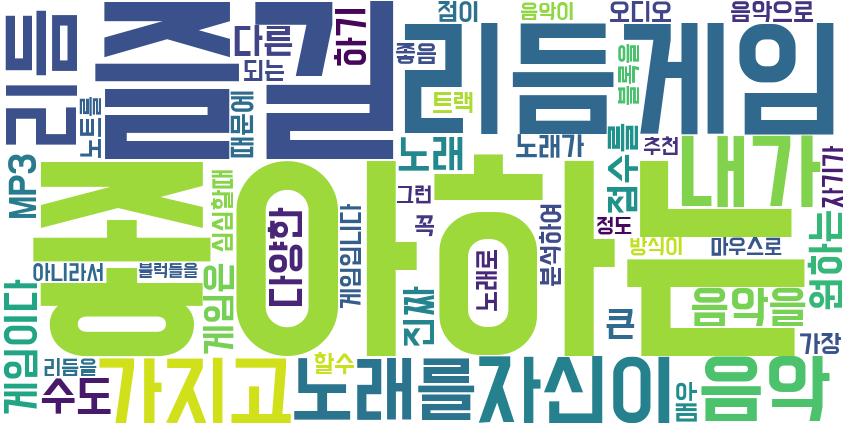 리듬
즐길
리듬게임
다른
되는
하기
좋음
점이
음악이
오디오
음악으로
트랙
블록을
노트를
때문에
MP3
노래
노래가
점수를
추천
내가
자기가
좋아하는
심심할때
다양한
그런
꼭
노래로
분석하여
정도
방식이
마우스로
원하는
아니라서
블럭들을
게임입니다
게임은
진짜
큰
음악을
가장
게임이다
리듬을
수도
가지고
할수
노래를
자신이
아봄
음악